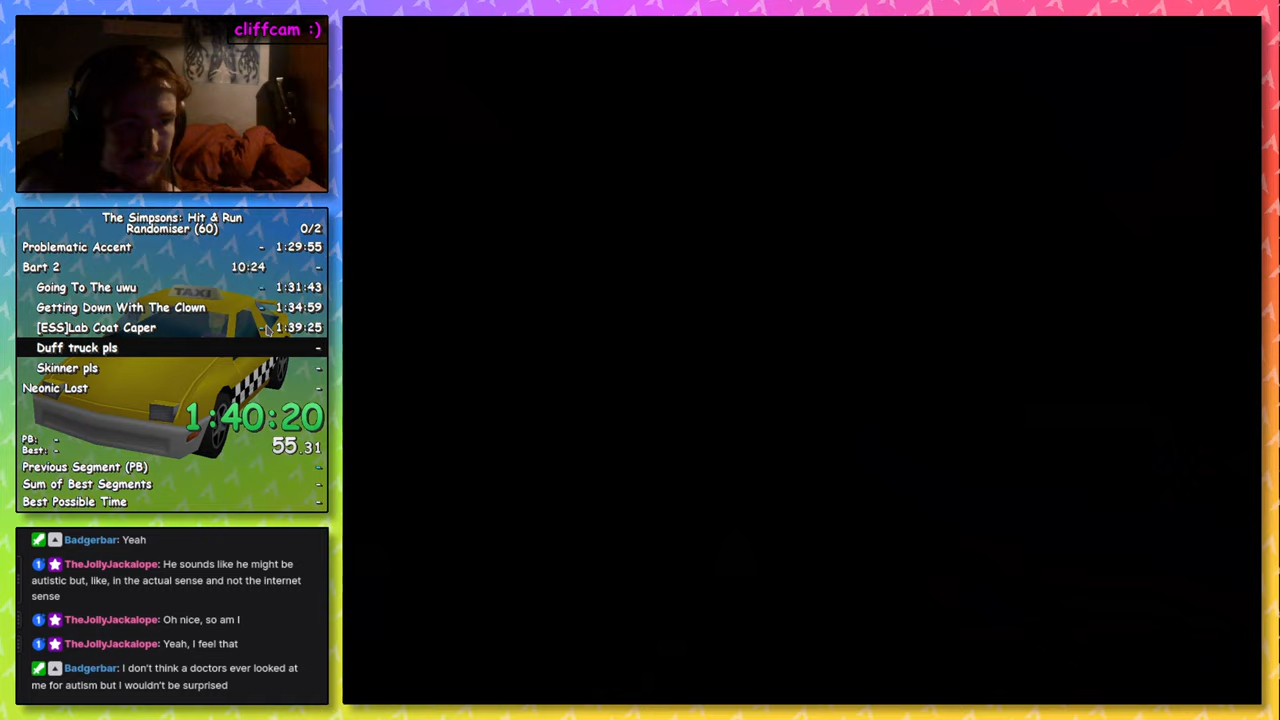 cliffcam :)
The Simpsons: Hit & Run
Randomiser (60) 0/2
Problematic Accent - 1:29:55
Bart 2 10:24 -
Going To The uwu - 1:31:43
Getting Down With The Clown - 1:34:59
[ESS]Lab Coat Caper - 1:39:25
Duff truck pls -
Skinner pls -
Neonic Lost -
TAXI
1:40:20
PB: -
Best: -
55.31
Previous Segment (PB) -
Sum of Best Segments -
Best Possible Time -
Badgerbar: Yeah
1 TheJollyJackalope: He sounds like he might be
autistic but, like, in the actual sense and not the internet
sense
1 TheJollyJackalope: Oh nice, so am I
1 TheJollyJackalope: Yeah, I feel that
Badgerbar: I don't think a doctors ever looked at
me for autism but I wouldn't be surprised